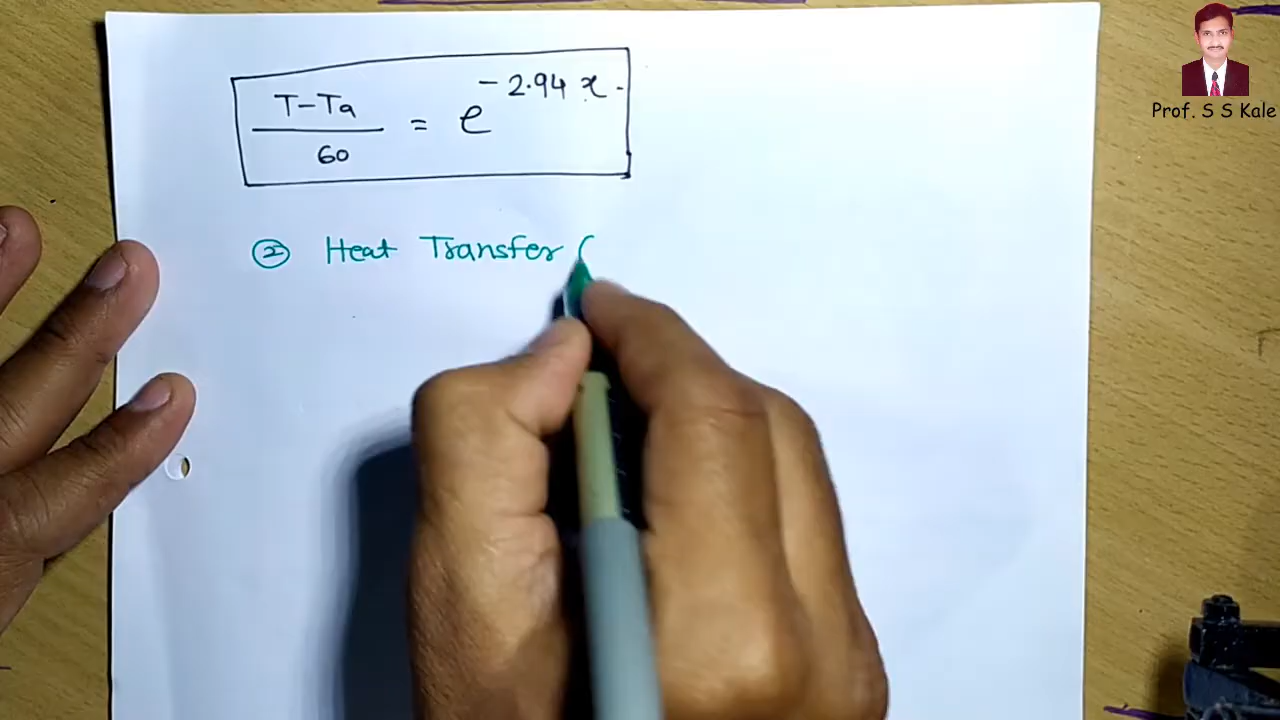 T-Ta
—— = e^{-2.94 x}.
60
② Heat Transfer (
Prof. S S Kale